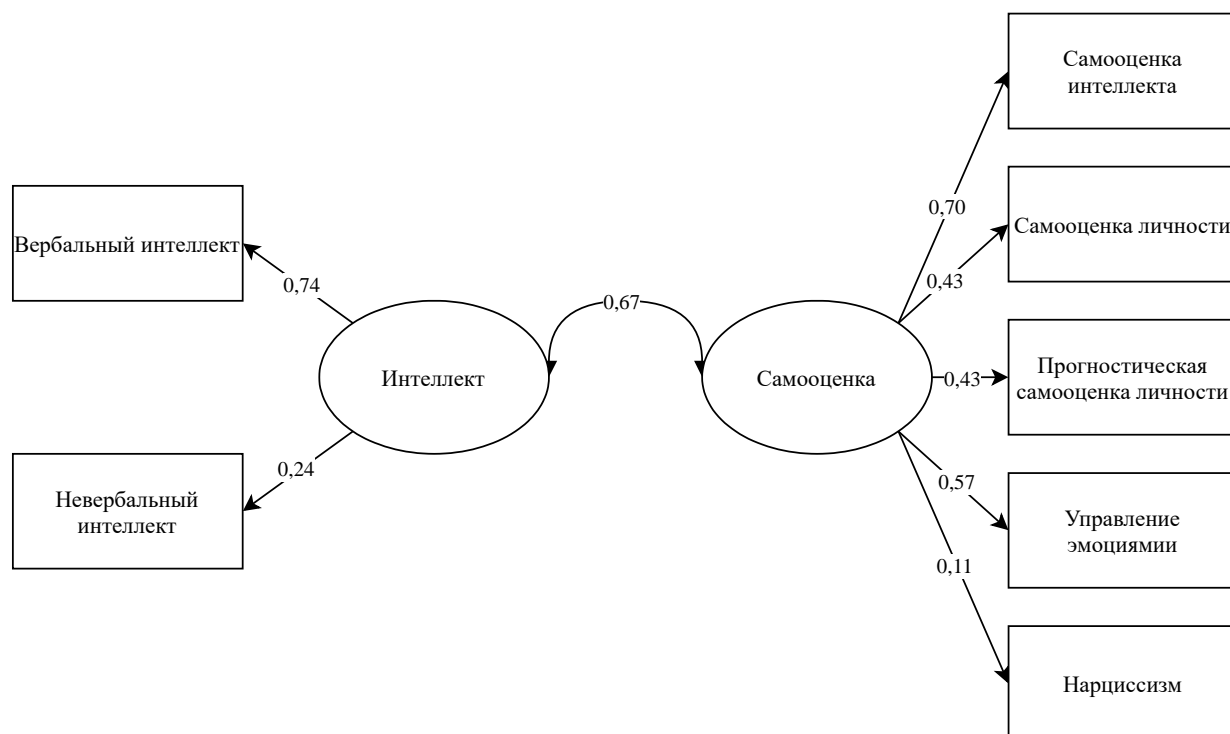 Самооценка
интеллекта
0,70
Вербальный интеллект
Самооценка личности
0,74
0,43
0,67
Интеллект
Самооценка
0,43
Прогностическая
самооценка личности
0,24
Невербальный
интеллект
0,57
Управление
эмоциямии
0,11
Нарциссизм